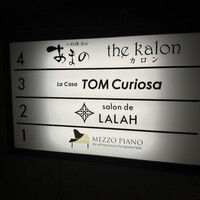 4
小料理 Bar
あまの
the kalon
カロン
3
La Casa TOM Curiosa
2
salon de
LALAH
1
MEZZO PIANO